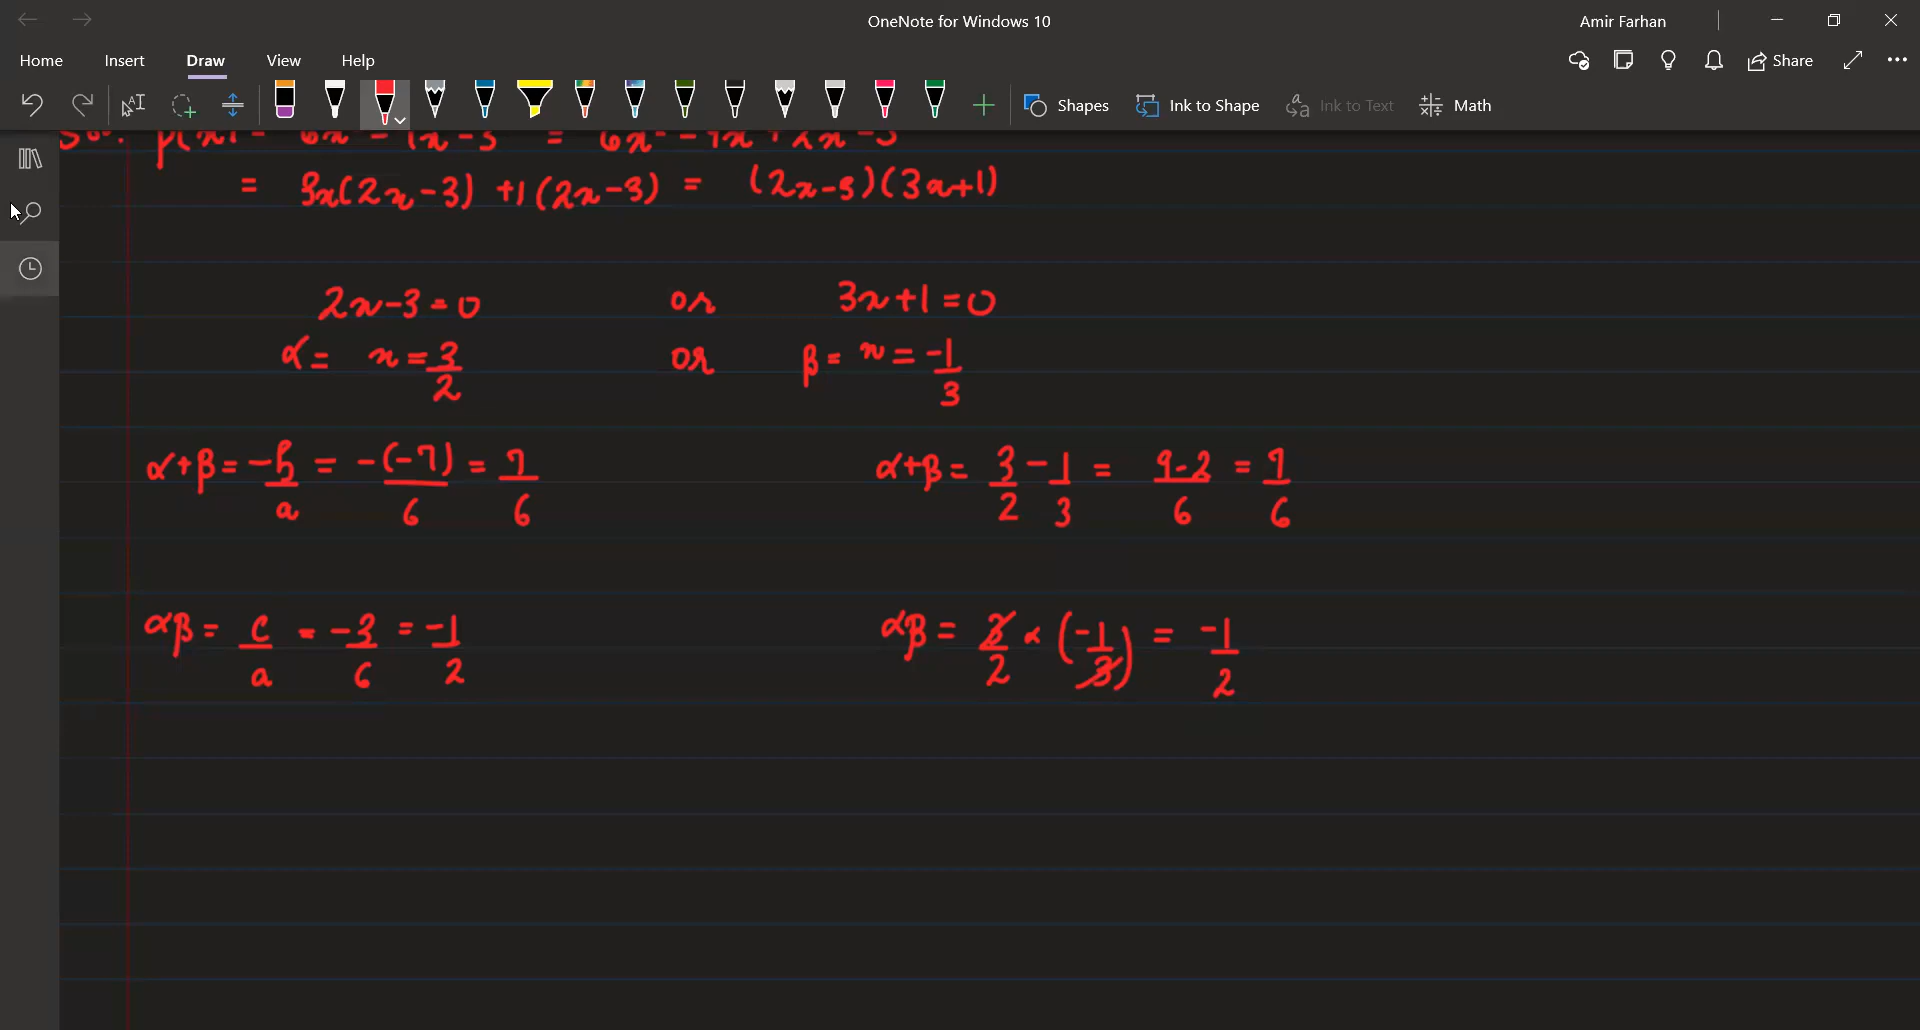 OneNote for Windows 10
Amir Farhan
Home Insert Draw View Help
Share
Shapes Ink to Shape Ink to Text Math
= 3x(2x-3) +1(2x-3) = (2x-3)(3x+1)
2x-3=0 or 3x+1=0
α= x=3/2 or β= x=-1/3
α+β=-b/a = -(-7)/6 = 7/6 α+β= 3/2 - 1/3 = 9-2/6 = 7/6
αβ= c/a = -3/6 = -1/2 αβ = 3/2 × (-1/3) = -1/2